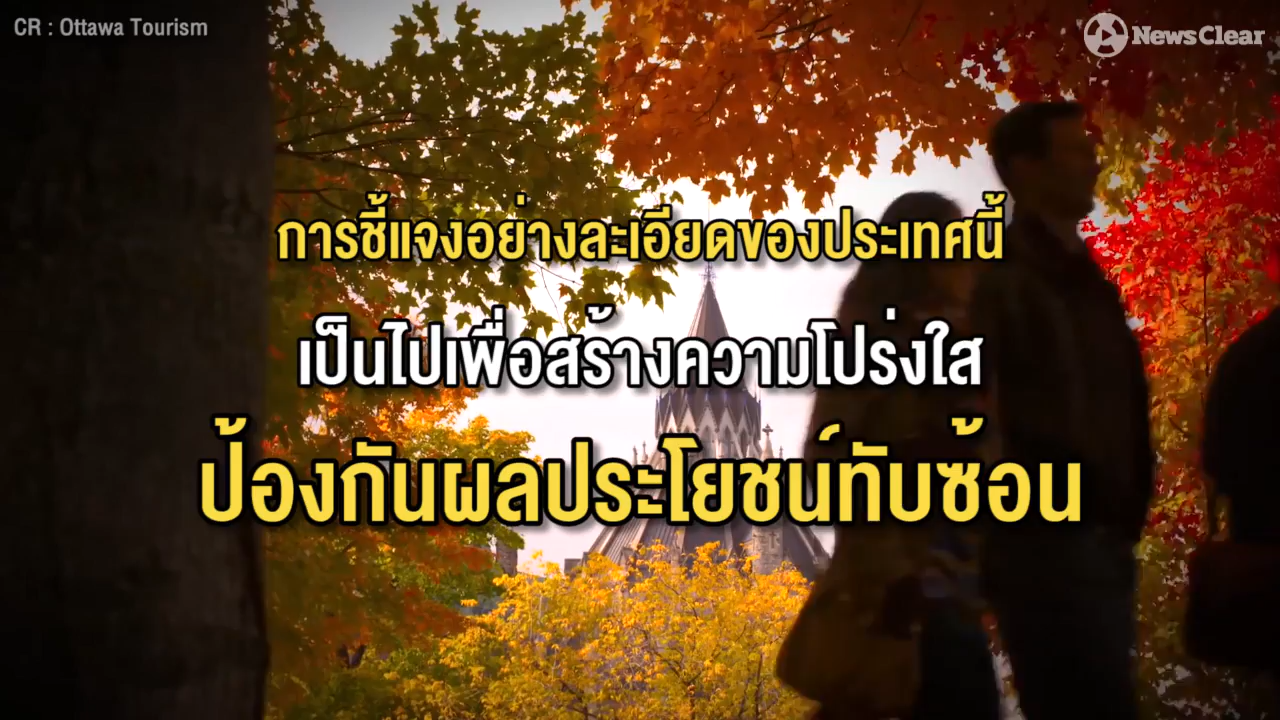 CR : Ottawa Tourism
News Clear
การชี้แจงอย่างละเอียดของประเทศนี้
เป็นไปเพื่อสร้างความโปร่งใส
ป้องกันผลประโยชน์ทับซ้อน